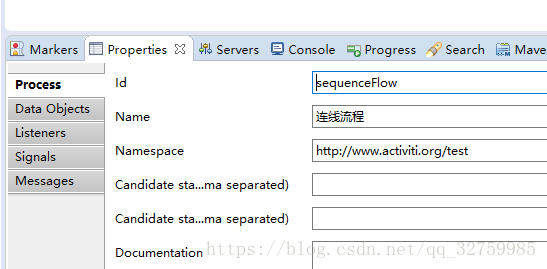 Markers Properties Servers Console Progress Search Mave
Process
Data Objects
Listeners
Signals
Messages
Id sequenceFlow
Name 连线流程
Namespace http://www.activiti.org/test
Candidate sta...ma separated)
Candidate sta...ma separated)
Documentation
https://blog.csdn.net/qq_32759985